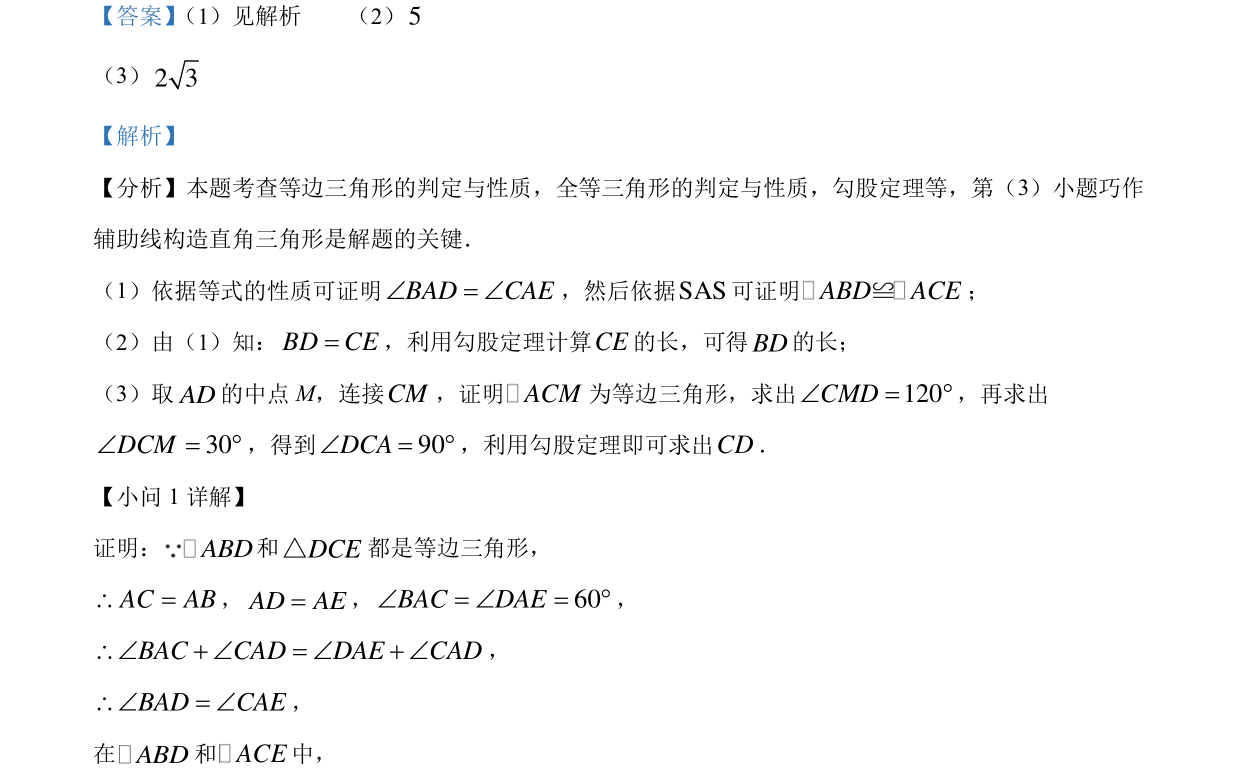 【答案】（1）见解析 （2）5
（3）2√3
【解析】
【分析】本题考查等边三角形的判定与性质，全等三角形的判定与性质，勾股定理等，第（3）小题巧作
辅助线构造直角三角形是解题的关键．
（1）依据等式的性质可证明∠BAD = ∠CAE，然后依据SAS可证明□ABD≌□ACE；
（2）由（1）知：BD = CE，利用勾股定理计算CE的长，可得BD的长；
（3）取AD的中点M，连接CM，证明□ACM为等边三角形，求出∠CMD = 120°，再求出
∠DCM = 30°，得到∠DCA = 90°，利用勾股定理即可求出CD．
【小问1详解】
证明：∵□ABD和△DCE都是等边三角形，
∴AC = AB，AD = AE，∠BAC = ∠DAE = 60°，
∴∠BAC + ∠CAD = ∠DAE + ∠CAD，
∴∠BAD = ∠CAE，
在□ABD和□ACE中，